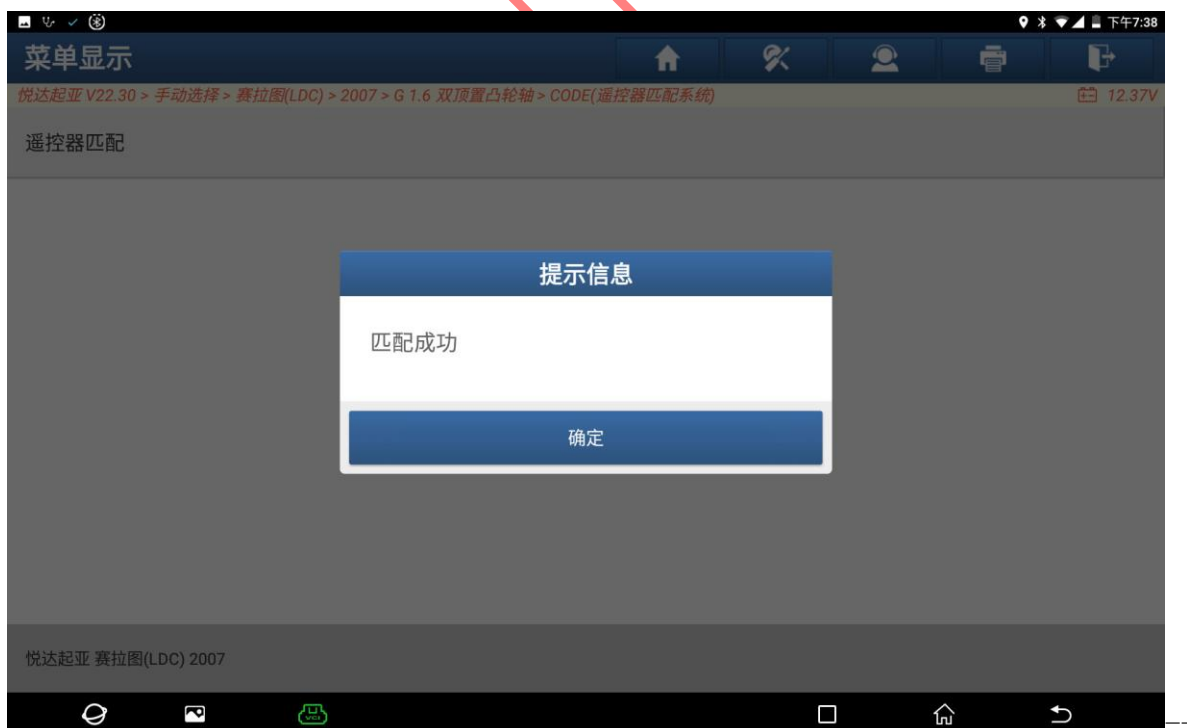 下午7:38
菜单显示
悦达起亚 V22.30 > 手动选择 > 赛拉图(LDC) > 2007 > G 1.6 双顶置凸轮轴 > CODE(遥控器匹配系统)
12.37V
遥控器匹配
提示信息
匹配成功
确定
悦达起亚 赛拉图(LDC) 2007
VCI